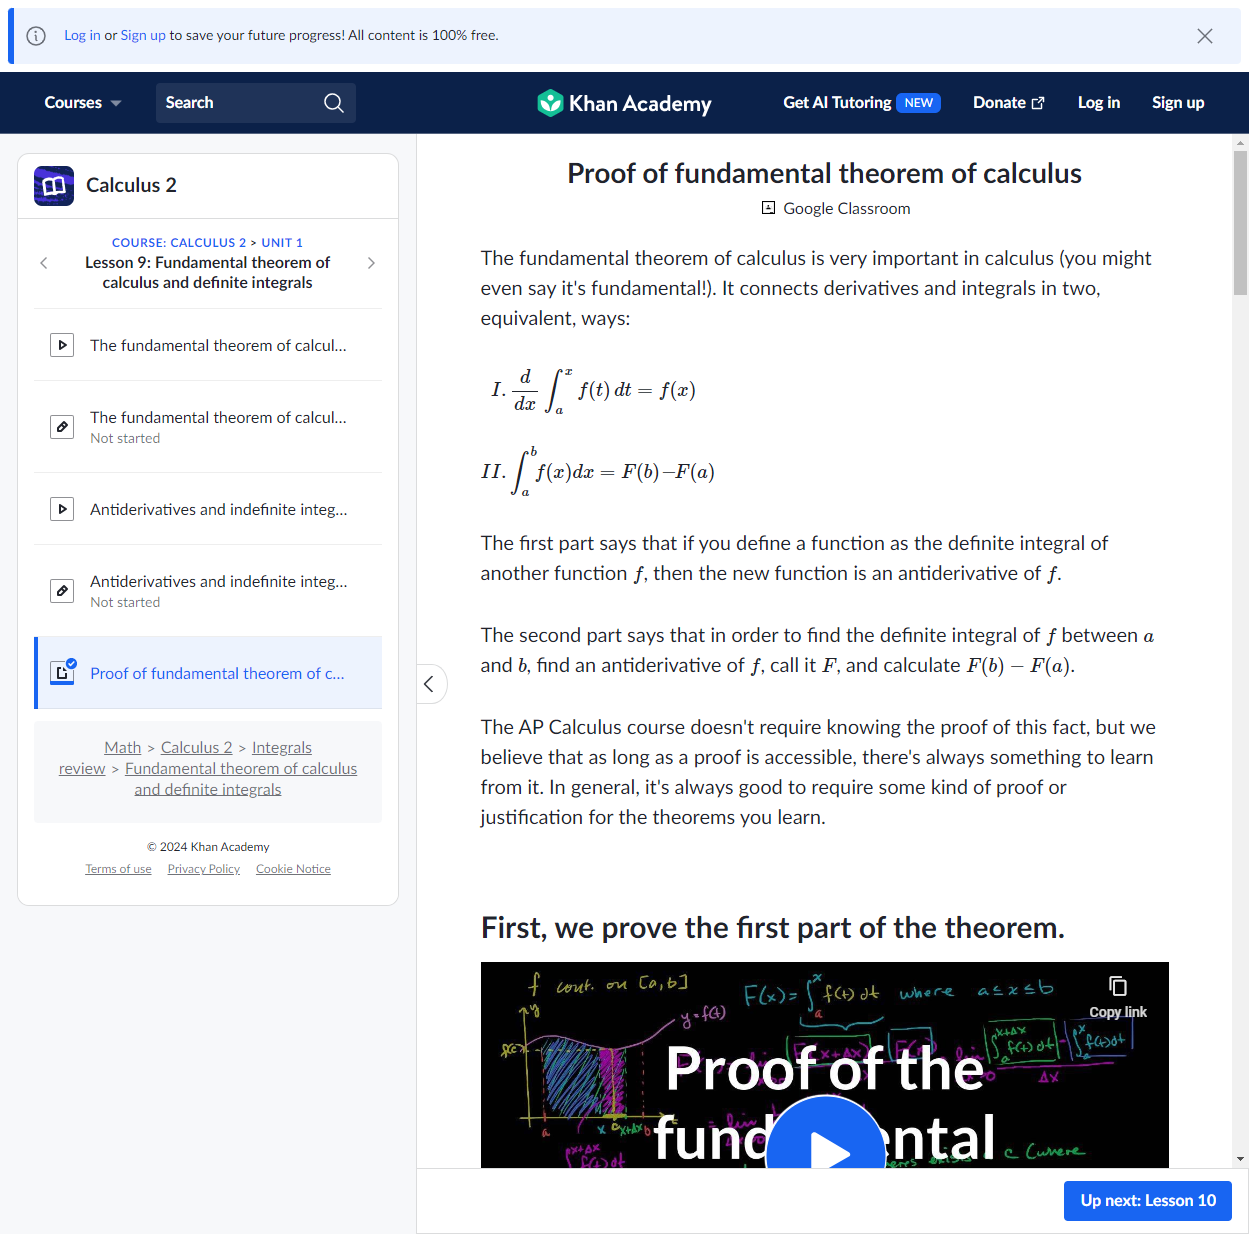 Log in or Sign up to save your future progress! All content is 100% free.
Courses
Search
Khan Academy
Get AI Tutoring NEW
Donate
Log in
Sign up
Calculus 2
COURSE: CALCULUS 2 > UNIT 1
Lesson 9: Fundamental theorem of
calculus and definite integrals
The fundamental theorem of calcul...
The fundamental theorem of calcul...
Not started
Antiderivatives and indefinite integ...
Antiderivatives and indefinite integ...
Not started
Proof of fundamental theorem of c...
Math > Calculus 2 > Integrals
review > Fundamental theorem of calculus
and definite integrals
© 2024 Khan Academy
Terms of use Privacy Policy Cookie Notice
Proof of fundamental theorem of calculus
Google Classroom
The fundamental theorem of calculus is very important in calculus (you might
even say it's fundamental!). It connects derivatives and integrals in two,
equivalent, ways:
I. d/dx ∫_a^x f(t) dt = f(x)
II. ∫_a^b f(x)dx = F(b)−F(a)
The first part says that if you define a function as the definite integral of
another function f, then the new function is an antiderivative of f.
The second part says that in order to find the definite integral of f between a
and b, find an antiderivative of f, call it F, and calculate F(b) − F(a).
The AP Calculus course doesn't require knowing the proof of this fact, but we
believe that as long as a proof is accessible, there's always something to learn
from it. In general, it's always good to require some kind of proof or
justification for the theorems you learn.
First, we prove the first part of the theorem.
f cont. on [a,b]
F(x)= ∫_a^x f(t) dt where a≤x≤b
Copy link
y
y=f(t)
Proof of the
Δx
a x c x+Δx b
c (where
Up next: Lesson 10